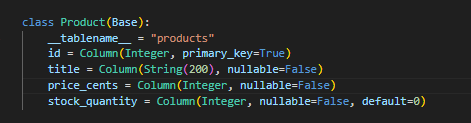 class Product(Base):
    __tablename__ = "products"
    id = Column(Integer, primary_key=True)
    title = Column(String(200), nullable=False)
    price_cents = Column(Integer, nullable=False)
    stock_quantity = Column(Integer, nullable=False, default=0)